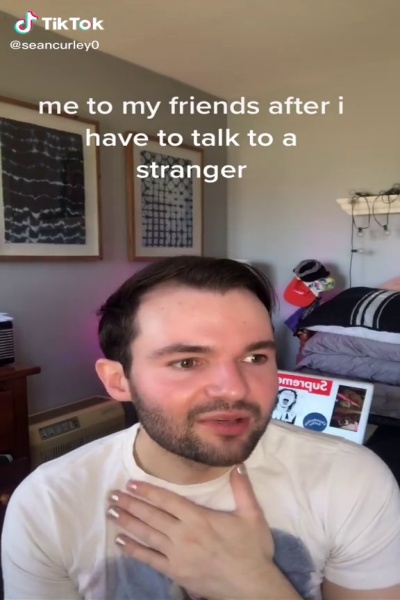 TikTok
@seancurley0
me to my friends after i
have to talk to a
stranger
Supreme